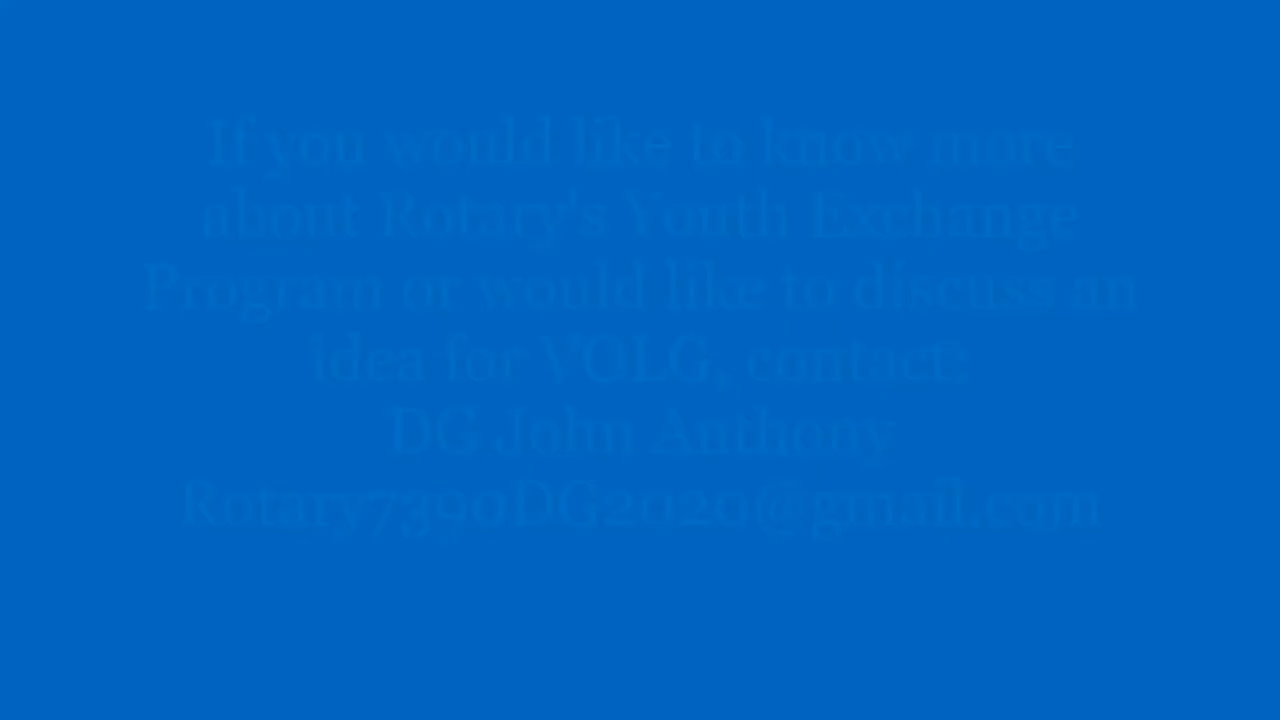 If you would like to know more
about Rotary's Youth Exchange
Program or would like to discuss an
idea for VOLG, contact:
DG John Anthony
Rotary7390DG2020@gmail.com